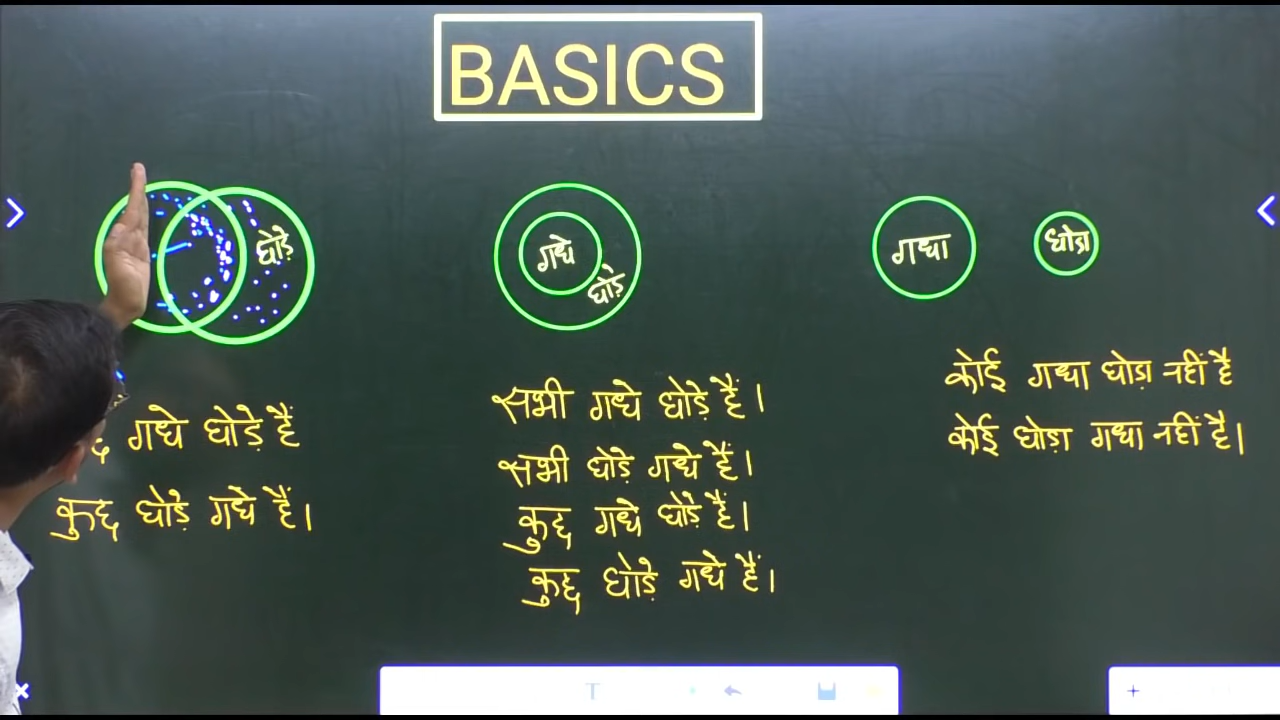 BASICS
घोड़े
गधे
घोड़े
गधा
घोड़ा
गधे घोड़े हैं
कुछ घोड़े गधे हैं।
सभी गधे घोड़े हैं।
सभी घोड़े गधे हैं।
कुछ गधे घोड़े हैं।
कुछ घोड़े गधे हैं।
कोई गधा घोड़ा नहीं है
कोई घोड़ा गधा नहीं है।
T